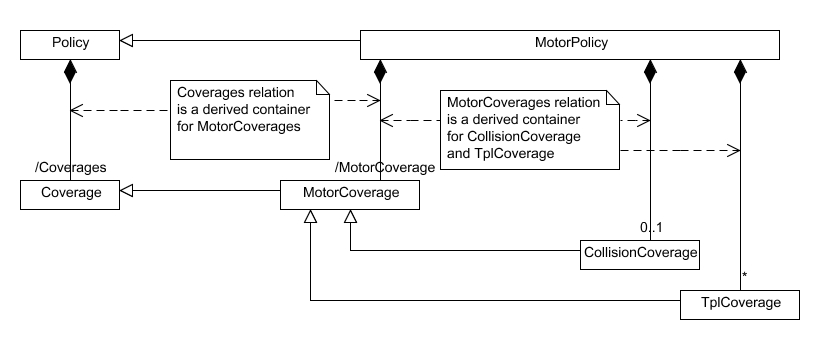 Policy
MotorPolicy
Coverages relation
is a derived container
for MotorCoverages
MotorCoverages relation
is a derived container
for CollisionCoverage
and TplCoverage
/Coverages
/MotorCoverage
Coverage
MotorCoverage
0..1
CollisionCoverage
*
TplCoverage